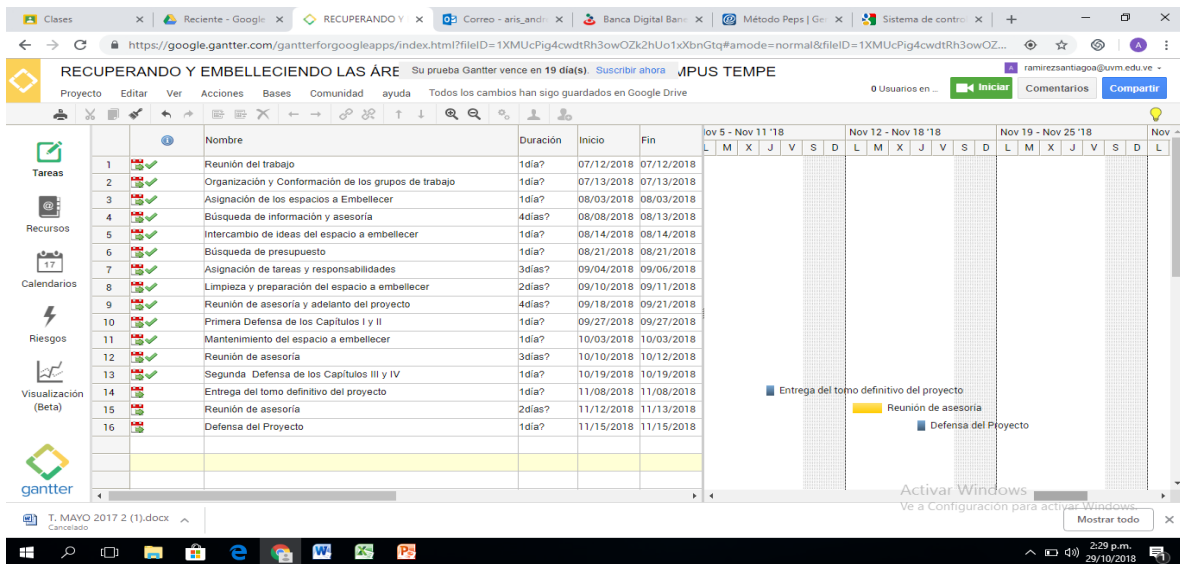 Clases
Reciente - Google
RECUPERANDO Y
Correo - aris_andr
Banca Digital Banc
Método Peps | Ge
Sistema de contro
https://google.gantter.com/gantterforgoogleapps/index.html?fileID=1XMUcPig4cwdtRh3owOZk2hUo1xXbnGtq#amode=normal&fileID=1XMUcPig4cwdtRh3owOZ...
A
RECUPERANDO Y EMBELLECIENDO LAS ÁRE
Su prueba Gantter vence en 19 día(s). Suscribir ahora
MPUS TEMPE
A ramirezsantiagoa@uvm.edu.ve
Proyecto Editar Ver Acciones Bases Comunidad ayuda Todos los cambios han sigo guardados en Google Drive
0 Usuarios en ... Iniciar Comentarios Compartir
Nombre Duración Inicio Fin
lov 5 - Nov 11 '18 Nov 12 - Nov 18 '18 Nov 19 - Nov 25 '18 Nov
L M X J V S D L M X J V S D L M X J V S D L
Tareas
Recursos
17
Calendarios
Riesgos
Visualización
(Beta)
gantter
1 Reunión del trabajo 1día? 07/12/2018 07/12/2018
2 Organización y Conformación de los grupos de trabajo 1día? 07/13/2018 07/13/2018
3 Asignación de los espacios a Embellecer 1día? 08/03/2018 08/03/2018
4 Búsqueda de información y asesoría 4días? 08/08/2018 08/13/2018
5 Intercambio de ideas del espacio a embellecer 1día? 08/14/2018 08/14/2018
6 Búsqueda de presupuesto 1día? 08/21/2018 08/21/2018
7 Asignación de tareas y responsabilidades 3días? 09/04/2018 09/06/2018
8 Limpieza y preparación del espacio a embellecer 2días? 09/10/2018 09/11/2018
9 Reunión de asesoría y adelanto del proyecto 4días? 09/18/2018 09/21/2018
10 Primera Defensa de los Capítulos I y II 1día? 09/27/2018 09/27/2018
11 Mantenimiento del espacio a embellecer 1día? 10/03/2018 10/03/2018
12 Reunión de asesoría 3días? 10/10/2018 10/12/2018
13 Segunda Defensa de los Capítulos III y IV 1día? 10/19/2018 10/19/2018
14 Entrega del tomo definitivo del proyecto 1día? 11/08/2018 11/08/2018 Entrega del tomo definitivo del proyecto
15 Reunión de asesoría 2días? 11/12/2018 11/13/2018 Reunión de asesoría
16 Defensa del Proyecto 1día? 11/15/2018 11/15/2018 Defensa del Proyecto
Activar Windows
Ve a Configuración para activar Windows.
T. MAYO 2017 2 (1).docx
Cancelado
Mostrar todo
2:29 p.m.
29/10/2018